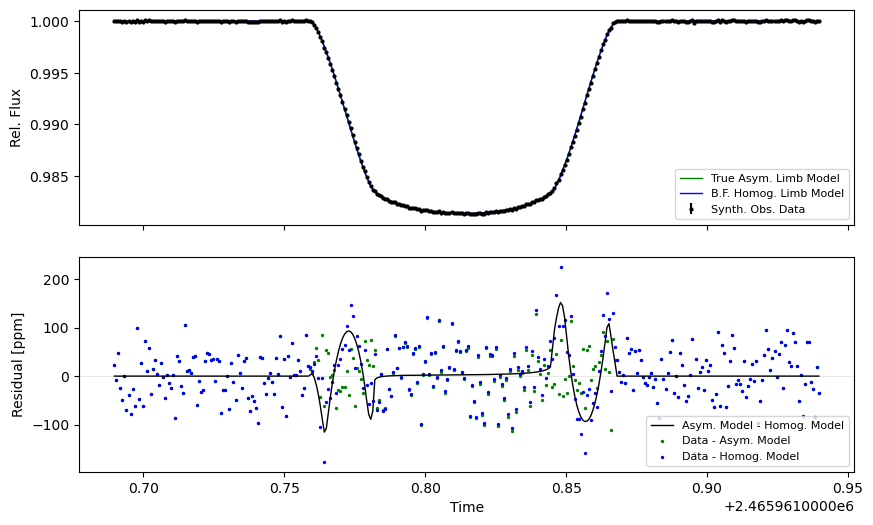 1.000
0.995
0.990
0.985
Rel. Flux
True Asym. Limb Model
B.F. Homog. Limb Model
Synth. Obs. Data
200
100
0
−100
Residual [ppm]
Asym. Model - Homog. Model
Data - Asym. Model
Data - Homog. Model
0.70
0.75
0.80
0.85
0.90
0.95
Time
+2.4659610000e6